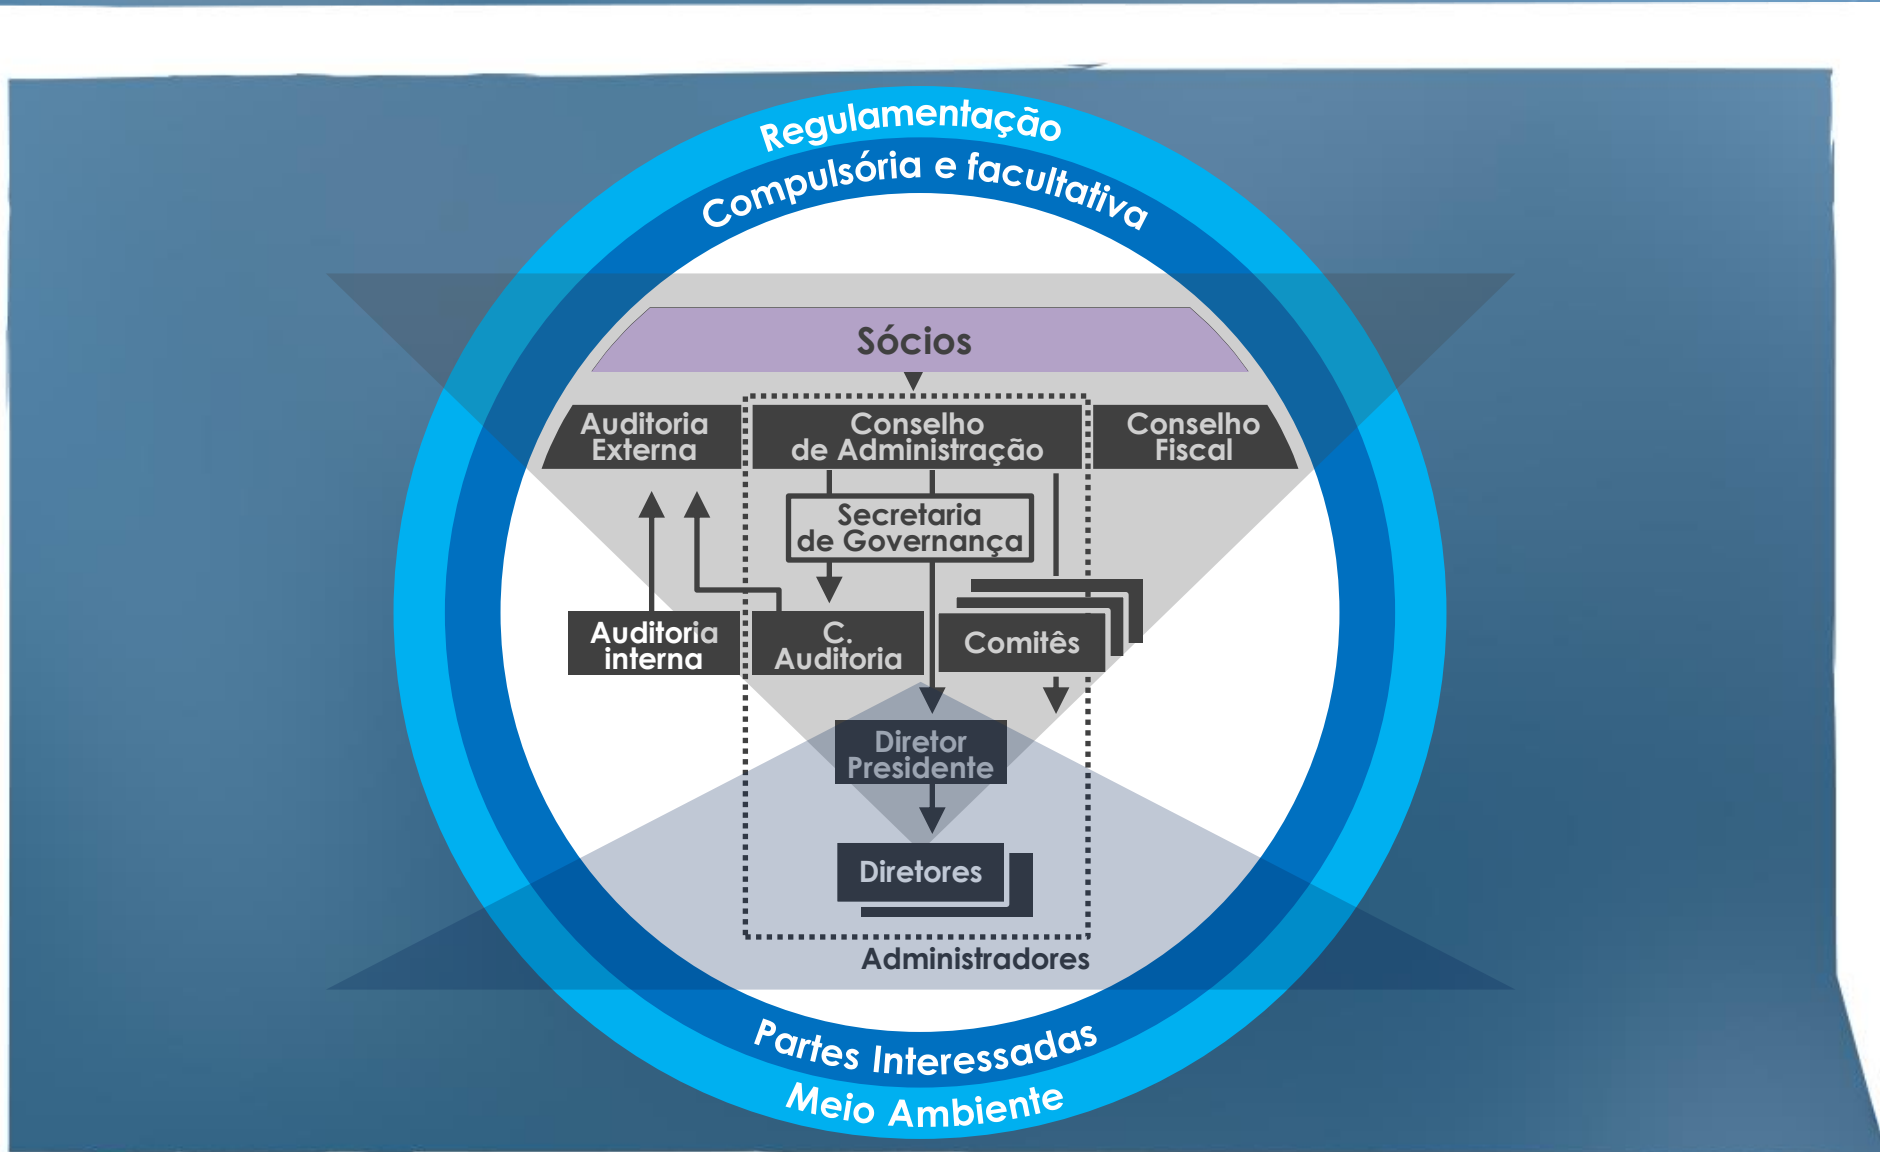 Regulamentação
Compulsória e facultativa
Sócios
Auditoria
Externa
Conselho
de Administração
Conselho
Fiscal
Secretaria
de Governança
Auditoria
interna
C.
Auditoria
Comitês
Diretor
Presidente
Diretores
Administradores
Partes Interessadas
Meio Ambiente